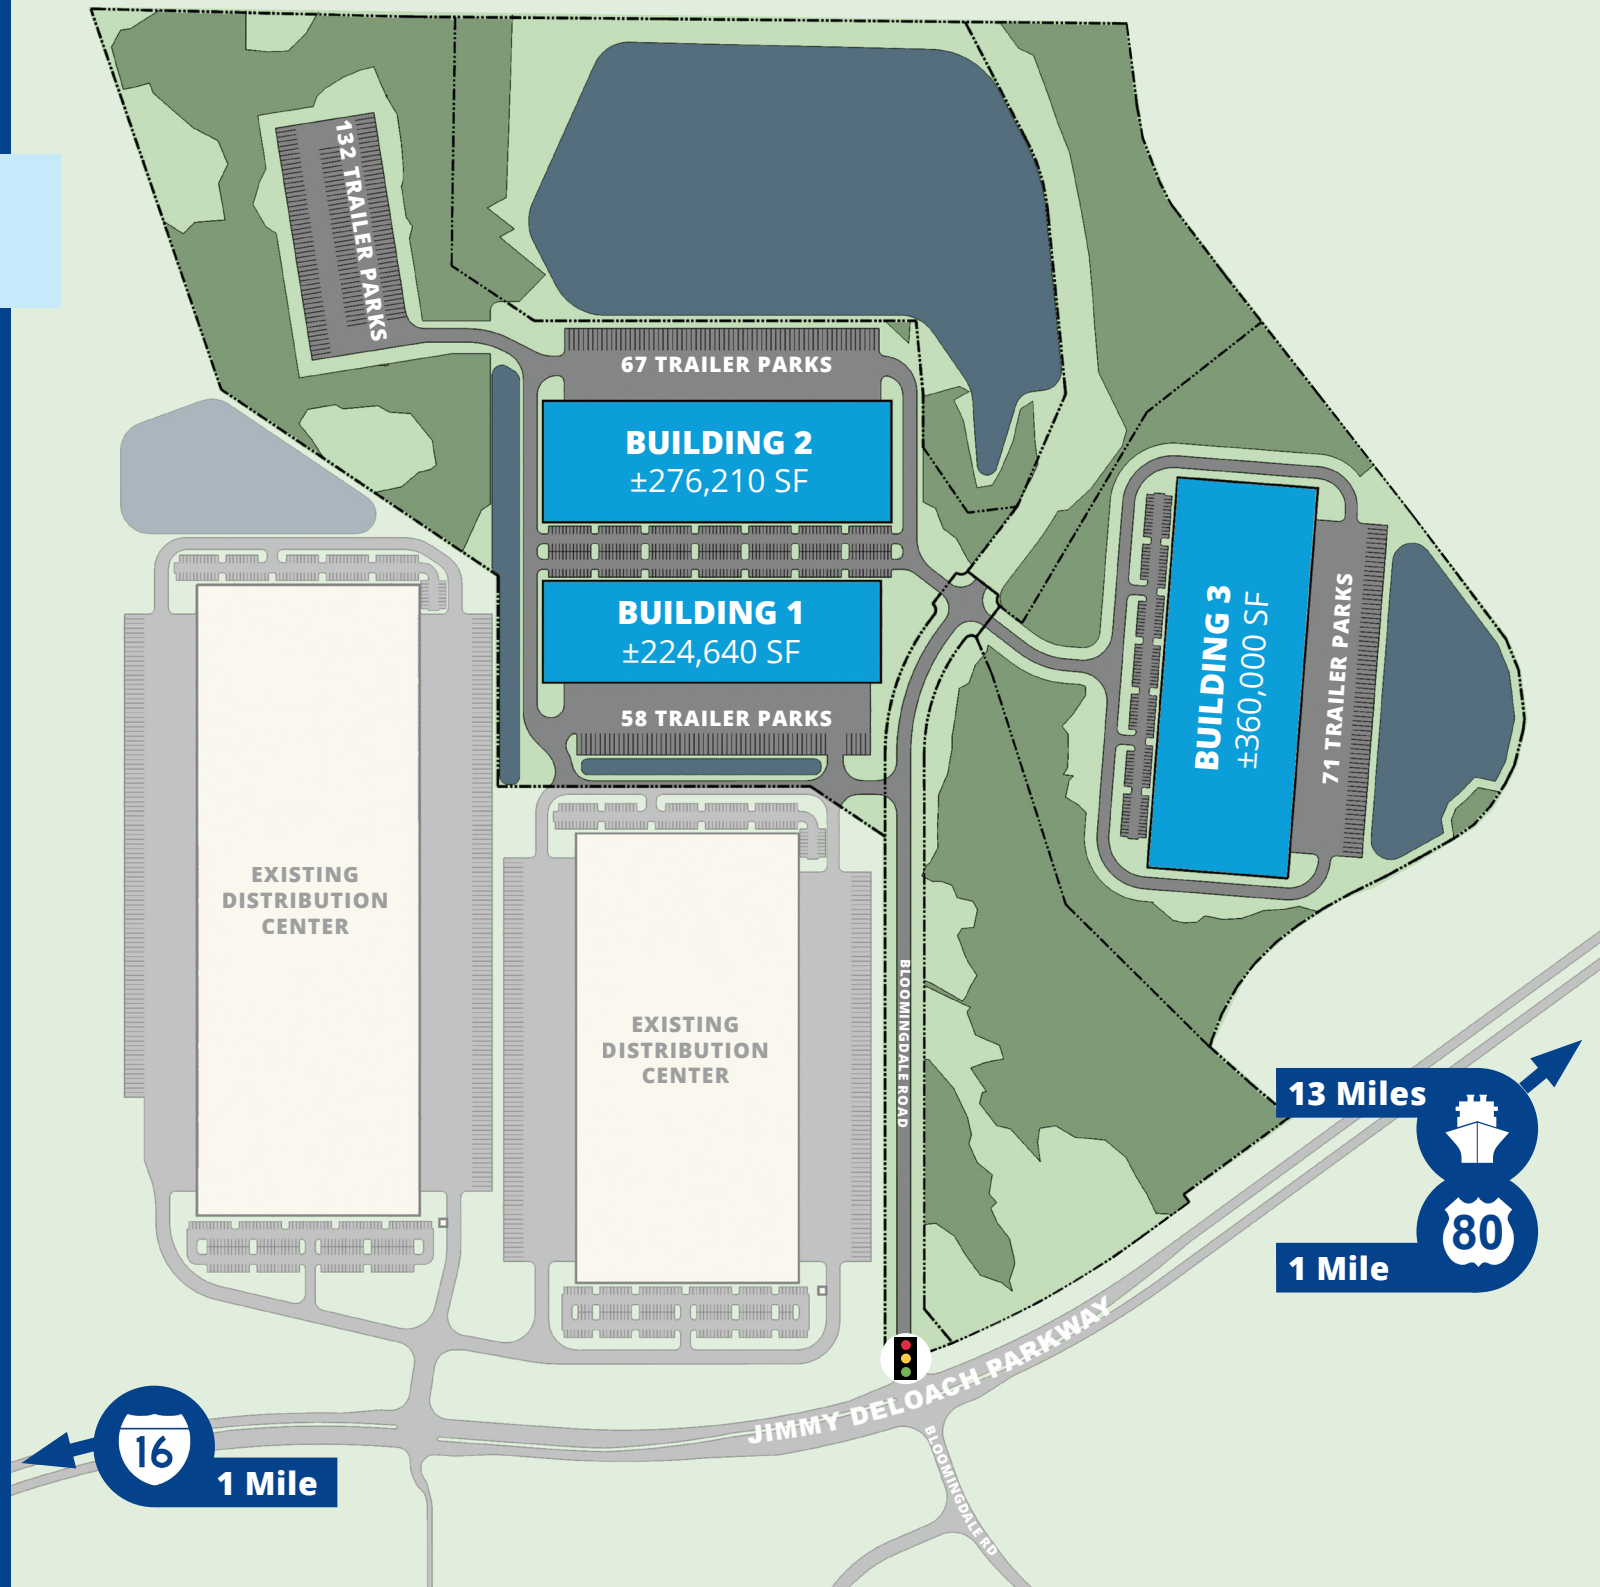 132 TRAILER PARKS
67 TRAILER PARKS
BUILDING 2
±276,210 SF
BUILDING 1
±224,640 SF
58 TRAILER PARKS
BUILDING 3
±360,000 SF
71 TRAILER PARKS
EXISTING
DISTRIBUTION
CENTER
EXISTING
DISTRIBUTION
CENTER
BLOOMINGDALE ROAD
13 Miles
80
1 Mile
JIMMY DELOACH PARKWAY
BLOOMINGDALE RD
16
1 Mile